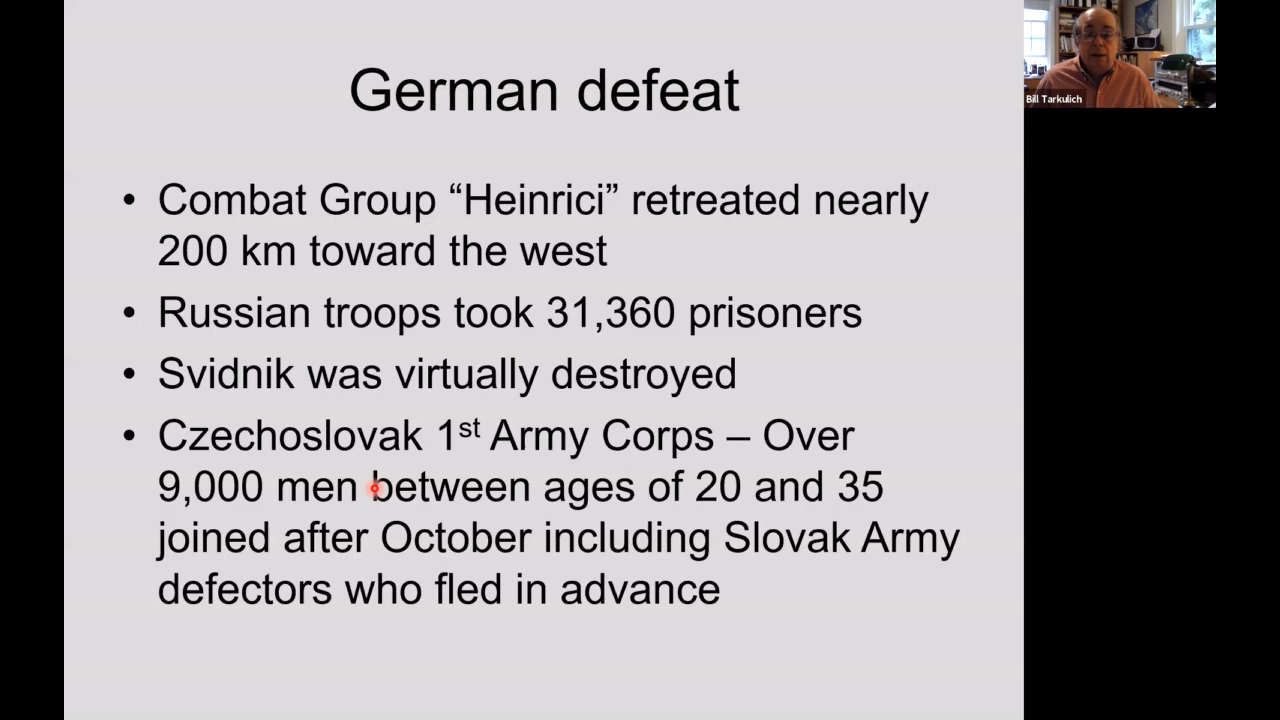 German defeat
• Combat Group “Heinrici” retreated nearly
200 km toward the west
• Russian troops took 31,360 prisoners
• Svidnik was virtually destroyed
• Czechoslovak 1st Army Corps – Over
9,000 men between ages of 20 and 35
joined after October including Slovak Army
defectors who fled in advance
Bill Tarkulich